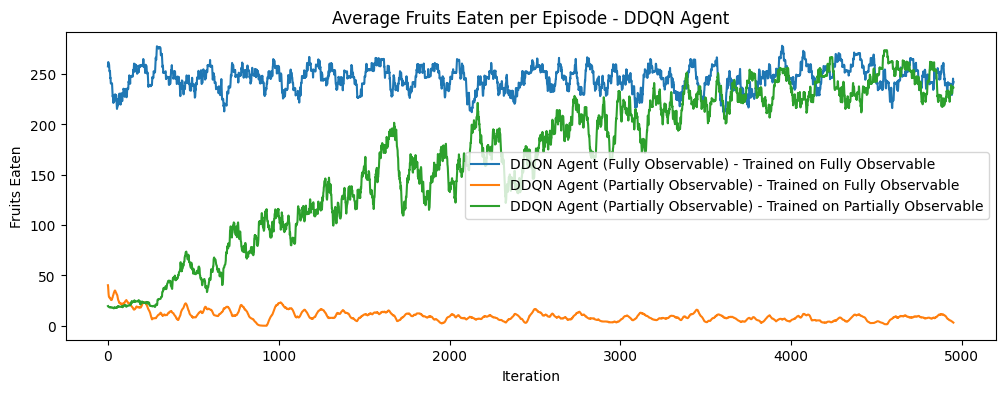 Average Fruits Eaten per Episode - DDQN Agent
Fruits Eaten
250
200
150
100
50
0
DDQN Agent (Fully Observable) - Trained on Fully Observable
DDQN Agent (Partially Observable) - Trained on Fully Observable
DDQN Agent (Partially Observable) - Trained on Partially Observable
0 1000 2000 3000 4000 5000
Iteration